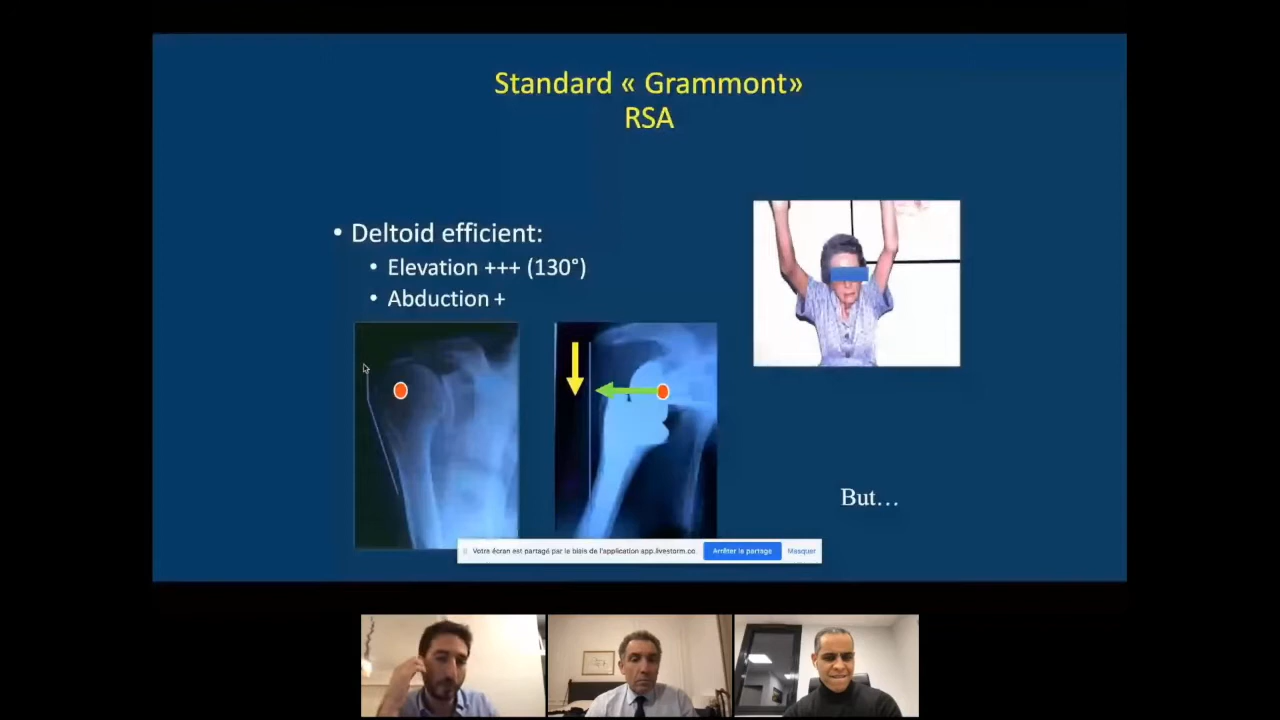 Standard « Grammont»
RSA
• Deltoid efficient:
• Elevation +++ (130°)
• Abduction +
But…
Votre écran est partagé par le biais de l'application app.livestorm.co.
Arrêter le partage
Masquer